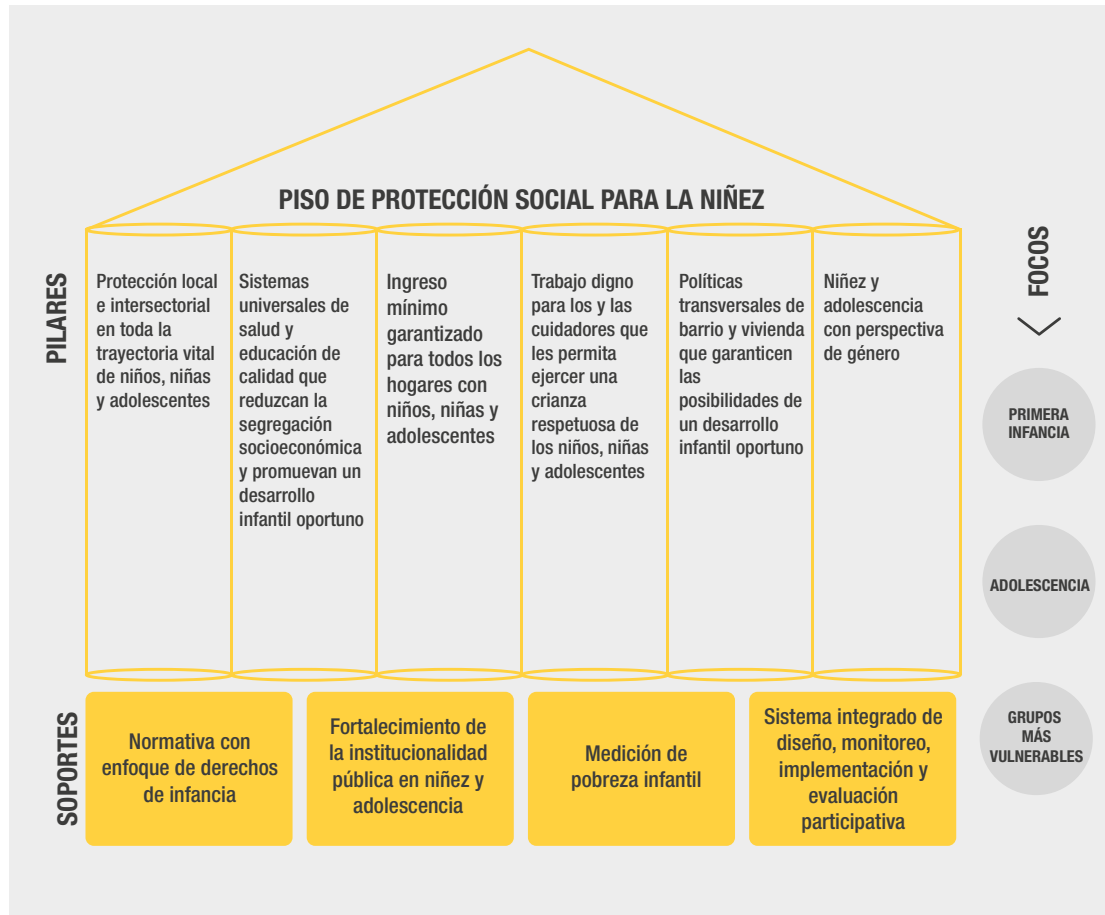 PISO DE PROTECCIÓN SOCIAL PARA LA NIÑEZ
PILARES
Protección local
e intersectorial
en toda la
trayectoria vital
de niños, niñas
y adolescentes
Sistemas
universales de
salud y
educación de
calidad que
reduzcan la
segregación
socioeconómica
y promuevan un
desarrollo
infantil oportuno
Ingreso
mínimo
garantizado
para todos los
hogares con
niños, niñas y
adolescentes
Trabajo digno
para los y las
cuidadores que
les permita
ejercer una
crianza
respetuosa de
los niños, niñas
y adolescentes
Políticas
transversales de
barrio y vivienda
que garanticen
las
posibilidades de
un desarrollo
infantil oportuno
Niñez y
adolescencia
con perspectiva
de género
SOPORTES
Normativa con
enfoque de derechos
de infancia
Fortalecimiento de
la institucionalidad
pública en niñez y
adolescencia
Medición de
pobreza infantil
Sistema integrado de
diseño, monitoreo,
implementación y
evaluación
participativa
FOCOS
PRIMERA
INFANCIA
ADOLESCENCIA
GRUPOS
MÁS
VULNERABLES